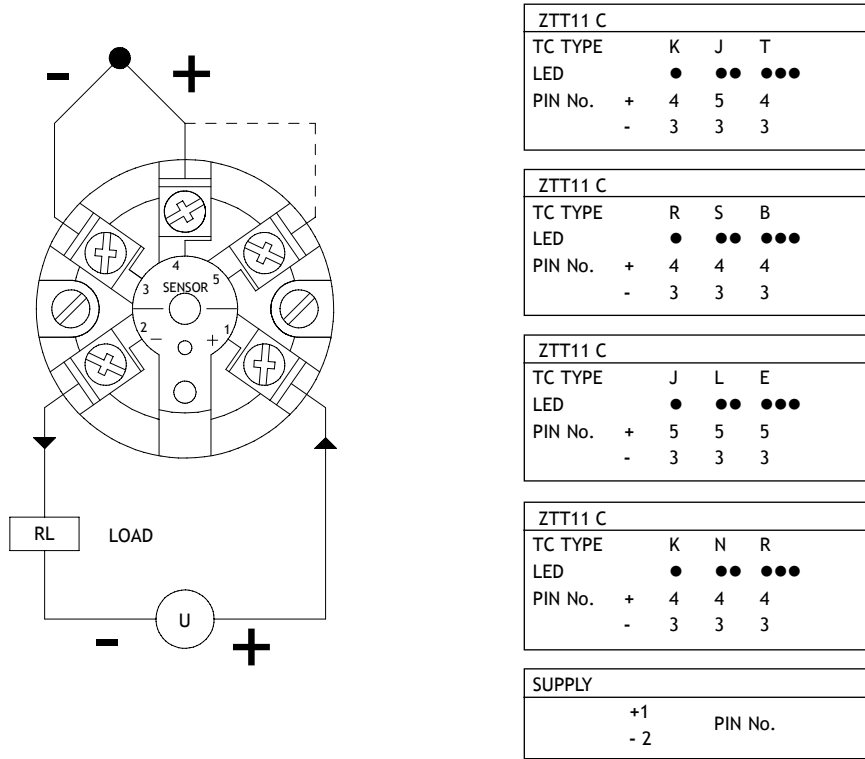 - +
4
3 SENSOR 5
2 1
- +
RL LOAD
U
- +
ZTT11 C
TC TYPE K J T
LED ● ●● ●●●
PIN No. + 4 5 4
- 3 3 3
ZTT11 C
TC TYPE R S B
LED ● ●● ●●●
PIN No. + 4 4 4
- 3 3 3
ZTT11 C
TC TYPE J L E
LED ● ●● ●●●
PIN No. + 5 5 5
- 3 3 3
ZTT11 C
TC TYPE K N R
LED ● ●● ●●●
PIN No. + 4 4 4
- 3 3 3
SUPPLY
+1
PIN No.
- 2